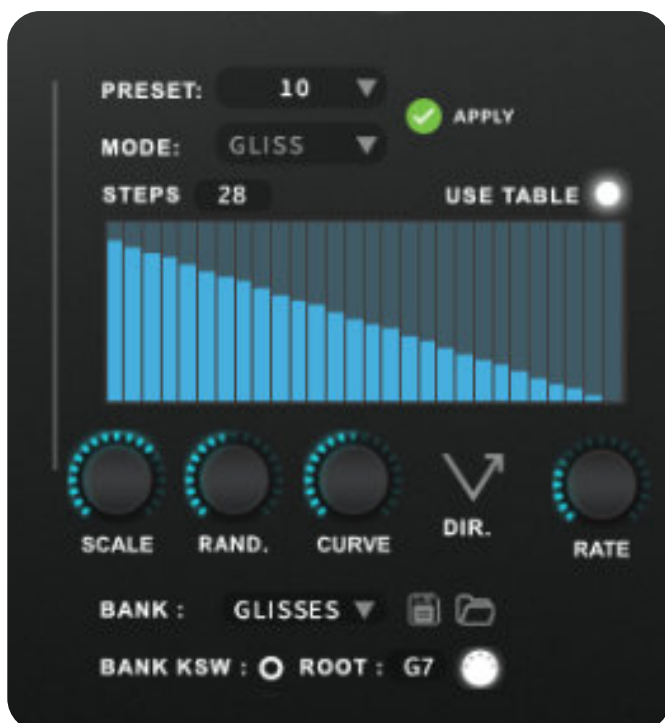 PRESET: 10
APPLY
MODE: GLISS
STEPS 28 USE TABLE
SCALE RAND. CURVE DIR. RATE
BANK : GLISSES
BANK KSW : ROOT : G7